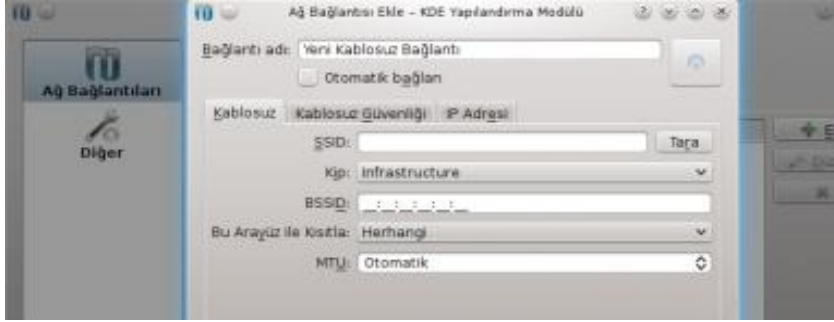 Ağ Bağlantısı Ekle – KDE Yapılandırma Modülü
Bağlantı adı: Yeni Kablosuz Bağlantı
Otomatik bağlan
Ağ Bağlantıları
Diğer
Kablosuz Kablosuz Güvenliği IP Adresi
SSID: Tara
Kip: Infrastructure
BSSID: _:_:_:_:_:_
Bu Arayüz ile Kısıtla: Herhangi
MTU: Otomatik